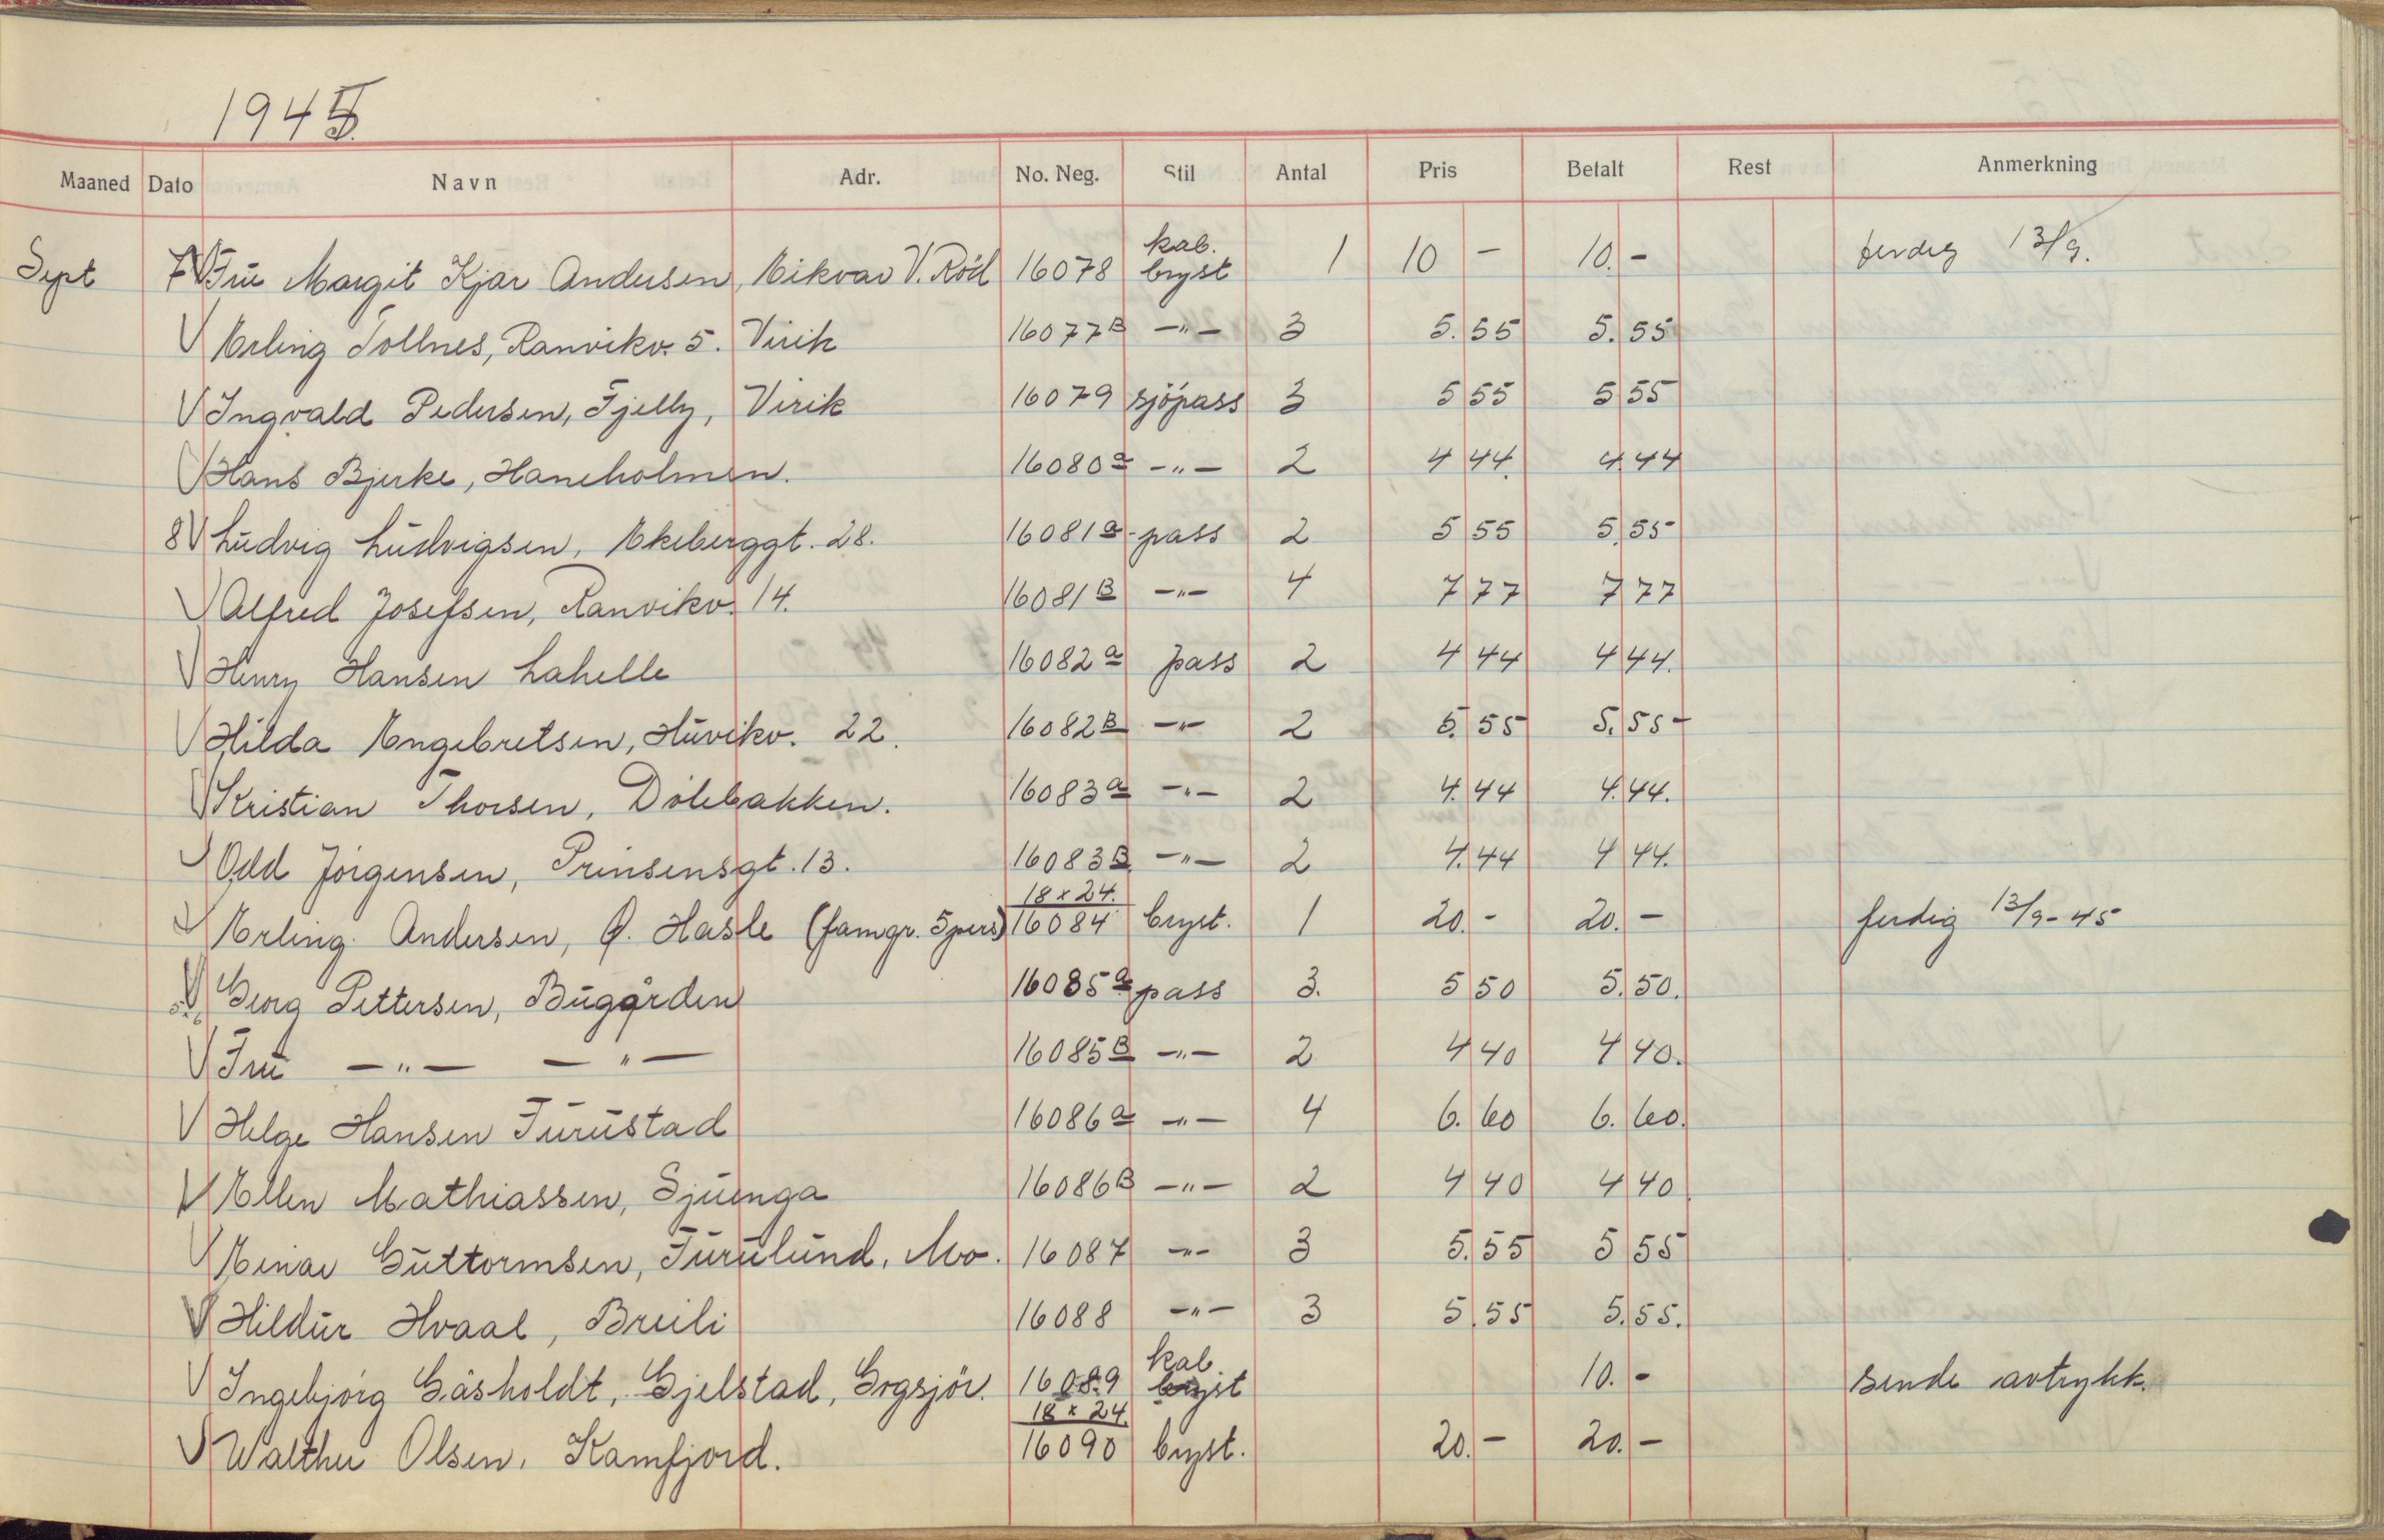 1945.
Maaned Dato Navn Adr. No. Neg. Stil Antal Pris Betalt Rest Anmerkning
Sept 7 Fru Margit Kjær Andersen, Eikvar V. Röd 16078 kab. bryst 1 10 - 10. - ferdig 13/9.
Erling Tollnes, Ranvikv. 5. Virik 16077B -"- 3 5.55 5.55
Ingvald Pedersen, Fjelly, Virik 16079 sjöpass 3 5 55 5 55
Hans Bjerke, Haneholmen. 16080a -"- 2 4 44. 4 44
8 Ludvig Ludvigsen, Ekeberggt. 28. 16081a pass 2 5 55 5.55
Alfred Josefsen, Ranvikv. 14. 16081B -"- 4 7 77 7 77
Henry Hansen Lahelle 16082a pass 2 4 44 4 44.
Hilda Engebretsen, Huvikv. 22. 16082B -"- 2 5. 55 5. 55
Kristian Thorsen, Dölebakken. 16083a -"- 2 4.44 4.44.
Odd Jörgensen, Prinsensgt. 13. 16083B -"- 2 4.44 4 44.
18 x 24.
Erling Andersen, Ø. Hasle (famgr. 5 pers) 16084 bryst. 1 20. - 20. - ferdig 13/9-45
Georg Pettersen, Bugården 16085a pass 3. 5 50 5.50.
Fru -"- -"- 16085B -"- 2 4 40 4 40.
Helge Hansen Furustad 16086a -"- 4 6. 60 6. 60.
Ellen Mathiassen, Sjuenga 16086B -"- 2 4 40 4 40
Einar Guttormsen, Furulund, Mo. 16087 -"- 3 5.55 5 55
Hildur Hvaal, Breili 16088 -"- 3 5.55 5.55.
Ingebjörg Gåsholdt, Gjelstad, Gogsjör. 16089 kab bryst 10. - sende avtrykk.
18 x 24.
Walther Olsen, Kamfjord. 16090 bryst. 20. - 20. -